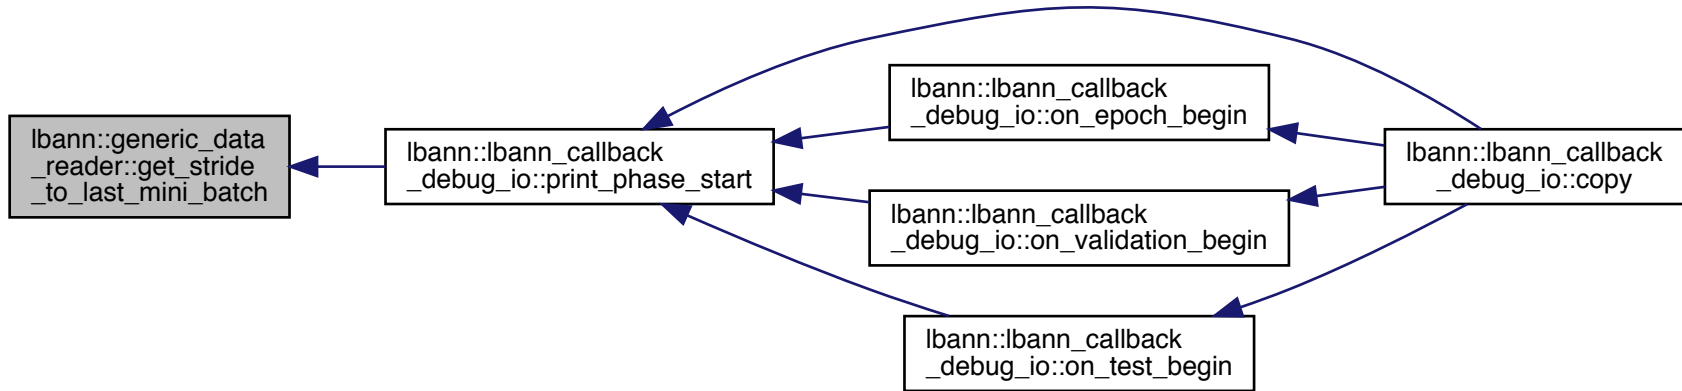 lbann::generic_data
_reader::get_stride
_to_last_mini_batch
lbann::lbann_callback
_debug_io::print_phase_start
lbann::lbann_callback
_debug_io::on_epoch_begin
lbann::lbann_callback
_debug_io::on_validation_begin
lbann::lbann_callback
_debug_io::on_test_begin
lbann::lbann_callback
_debug_io::copy